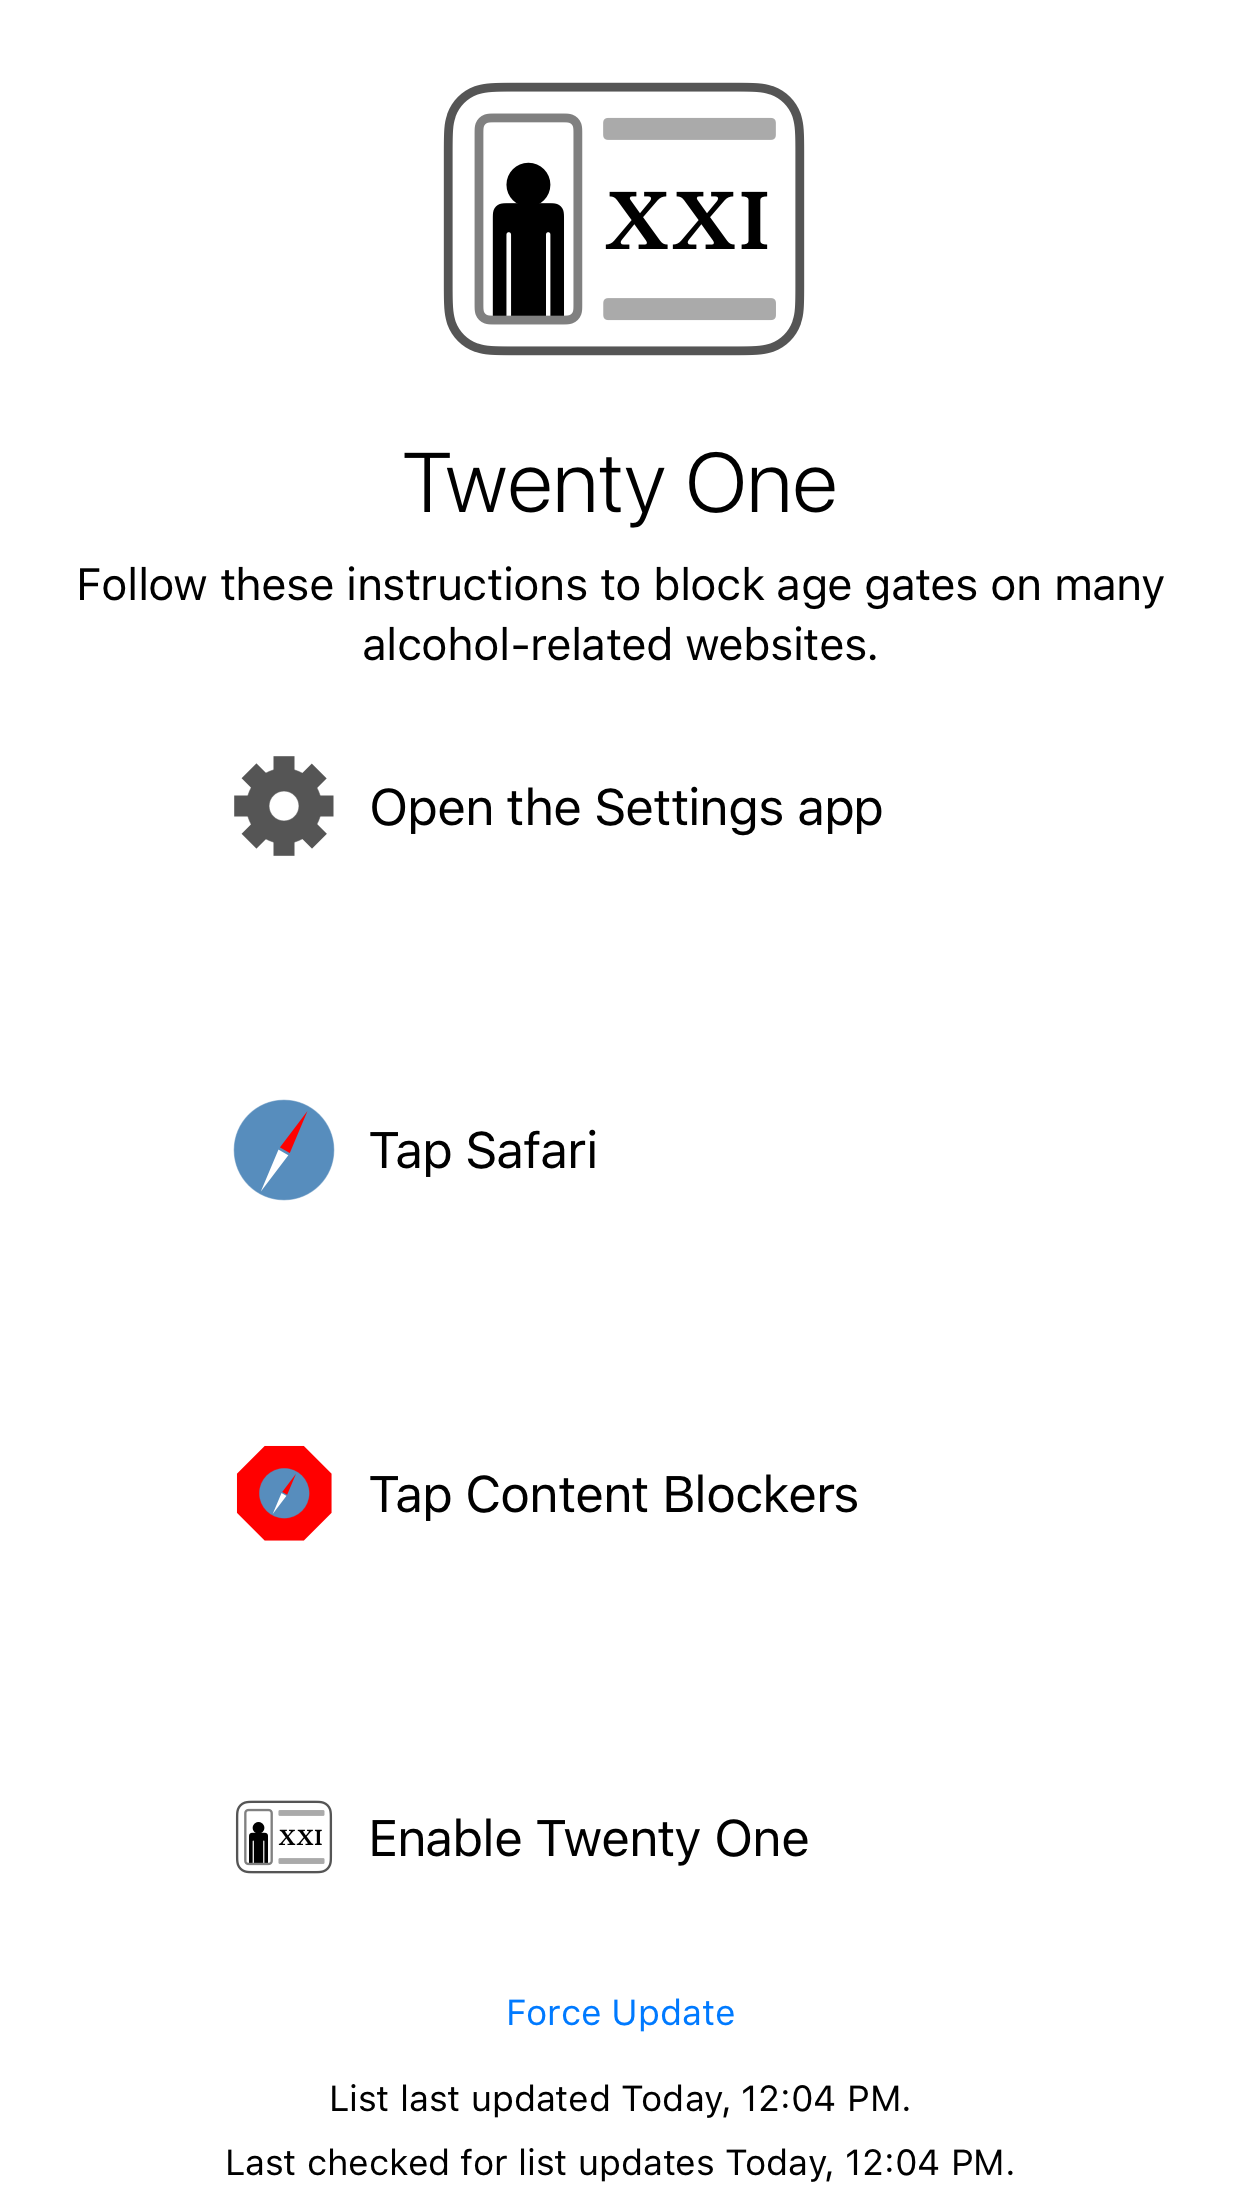 XXI
Twenty One
Follow these instructions to block age gates on many
alcohol-related websites.
Open the Settings app
Tap Safari
Tap Content Blockers
XXI
Enable Twenty One
Force Update
List last updated Today, 12:04 PM.
Last checked for list updates Today, 12:04 PM.